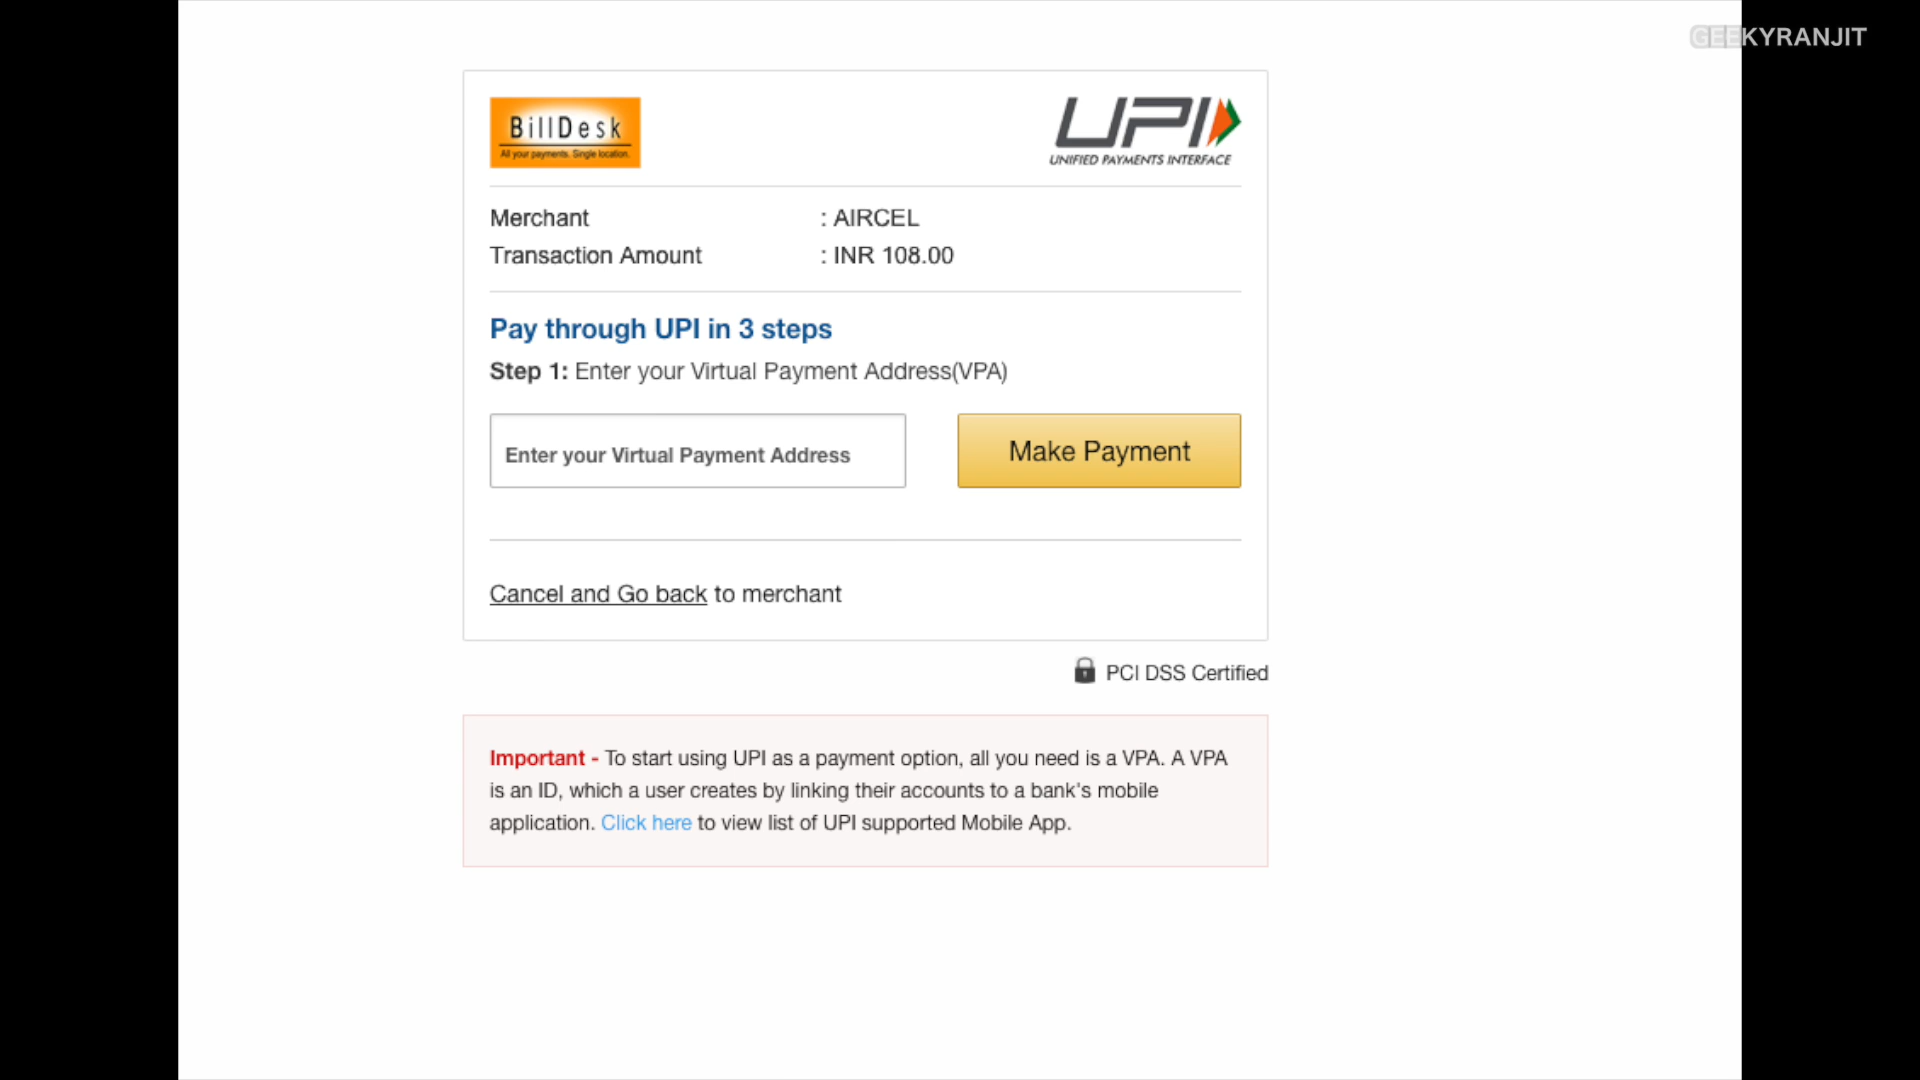 GEEKYRANJIT
BillDesk
All your payments. Single location.
UPI
UNIFIED PAYMENTS INTERFACE
Merchant : AIRCEL
Transaction Amount : INR 108.00
Pay through UPI in 3 steps
Step 1: Enter your Virtual Payment Address(VPA)
Enter your Virtual Payment Address
Make Payment
Cancel and Go back to merchant
PCI DSS Certified
Important - To start using UPI as a payment option, all you need is a VPA. A VPA
is an ID, which a user creates by linking their accounts to a bank's mobile
application. Click here to view list of UPI supported Mobile App.